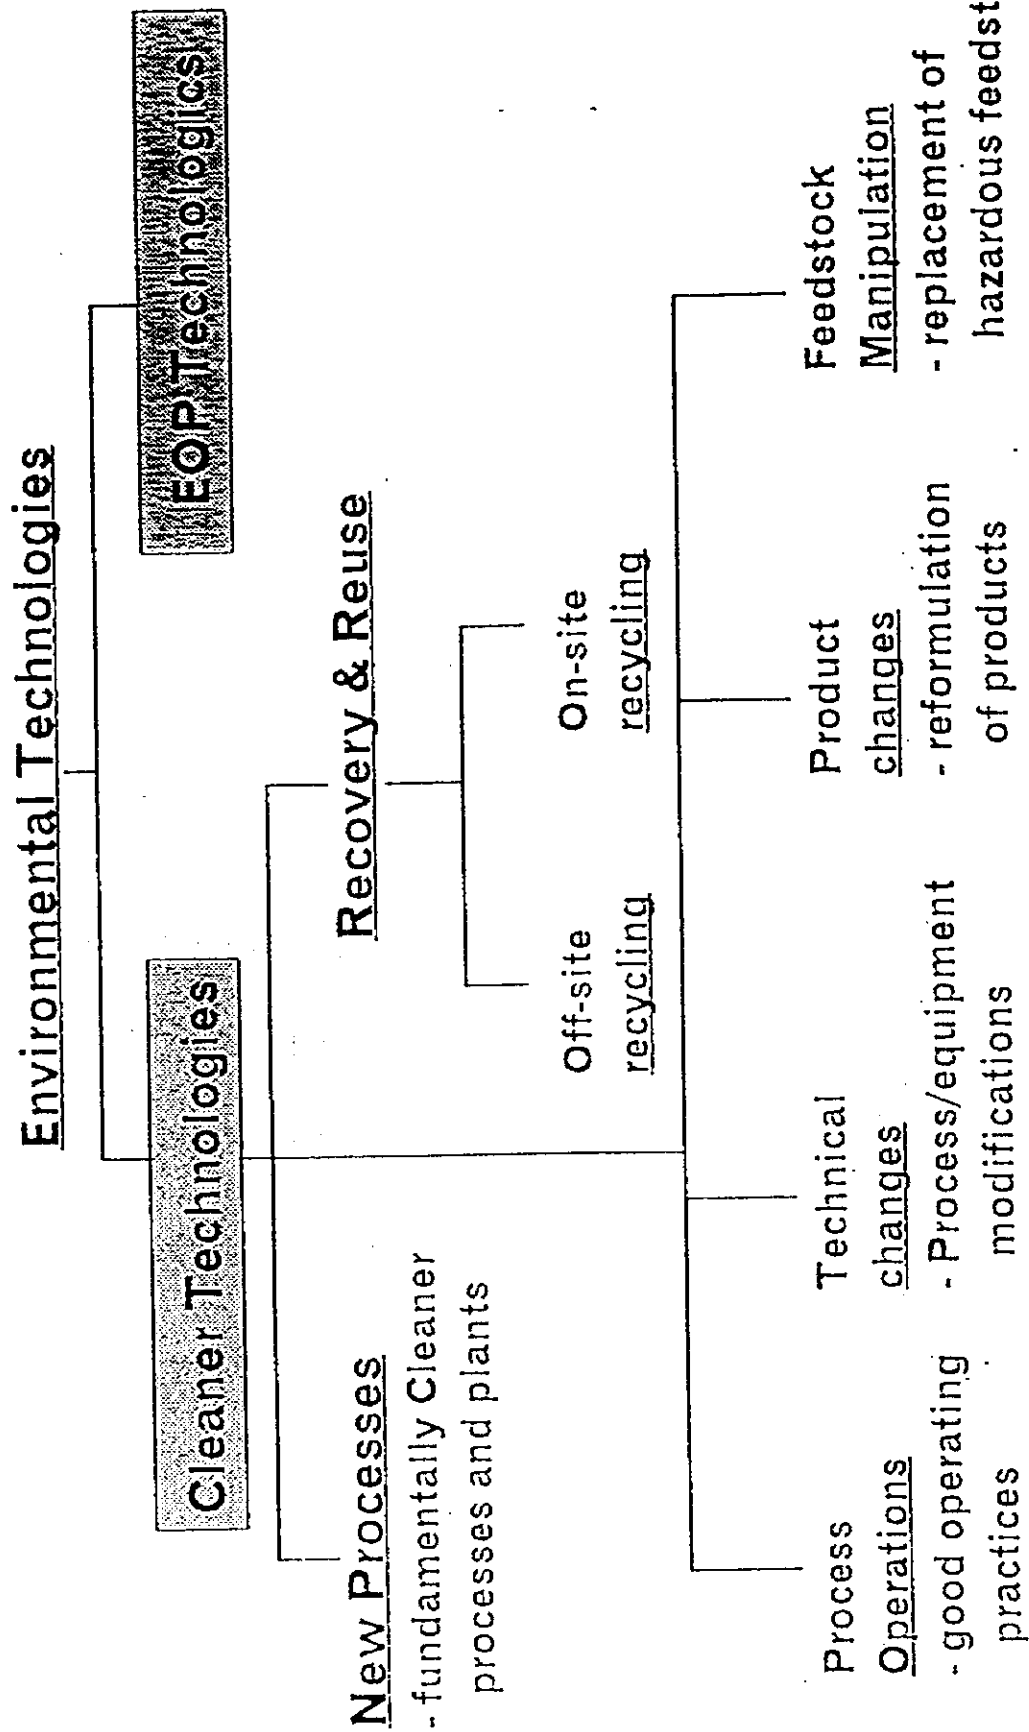 Environmental Technologies
Cleaner Technologies
EOP Technologies
New Processes
- fundamentally Cleaner
processes and plants
Recovery & Reuse
Off-site
recycling
On-site
recycling
Process
Operations
- good operating
practices
Technical
changes
- Process/equipment
modifications
Product
changes
- reformulation
of products
Feedstock
Manipulation
- replacement of
hazardous feedst